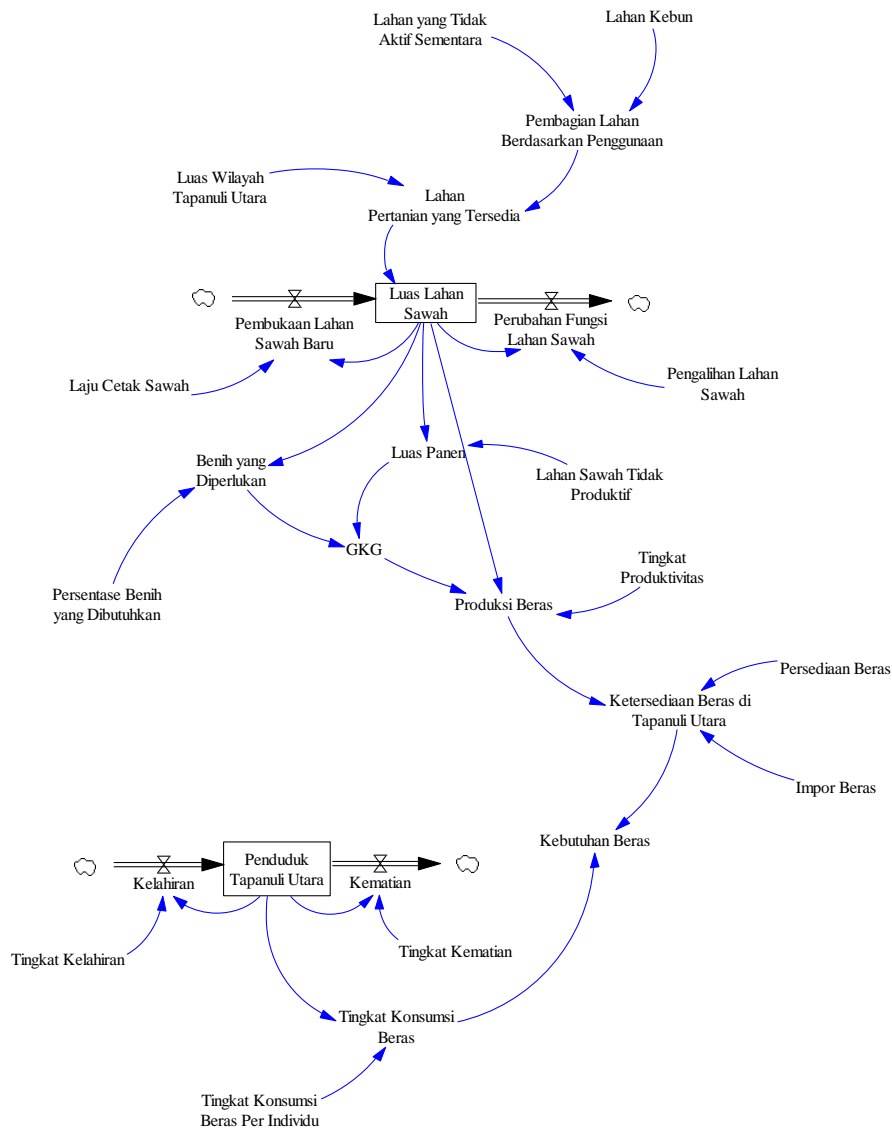 Lahan yang Tidak
Aktif Sementara
Lahan Kebun
Pembagian Lahan
Berdasarkan Penggunaan
Luas Wilayah
Tapanuli Utara
Lahan
Pertanian yang Tersedia
Luas Lahan
Sawah
Pembukaan Lahan
Sawah Baru
Perubahan Fungsi
Lahan Sawah
Laju Cetak Sawah
Pengalihan Lahan
Sawah
Benih yang
Diperlukan
Luas Panen
Lahan Sawah Tidak
Produktif
GKG
Persentase Benih
yang Dibutuhkan
Produksi Beras
Tingkat
Produktivitas
Persediaan Beras
Ketersediaan Beras di
Tapanuli Utara
Impor Beras
Kebutuhan Beras
Penduduk
Tapanuli Utara
Kelahiran
Kematian
Tingkat Kelahiran
Tingkat Kematian
Tingkat Konsumsi
Beras
Tingkat Konsumsi
Beras Per Individu